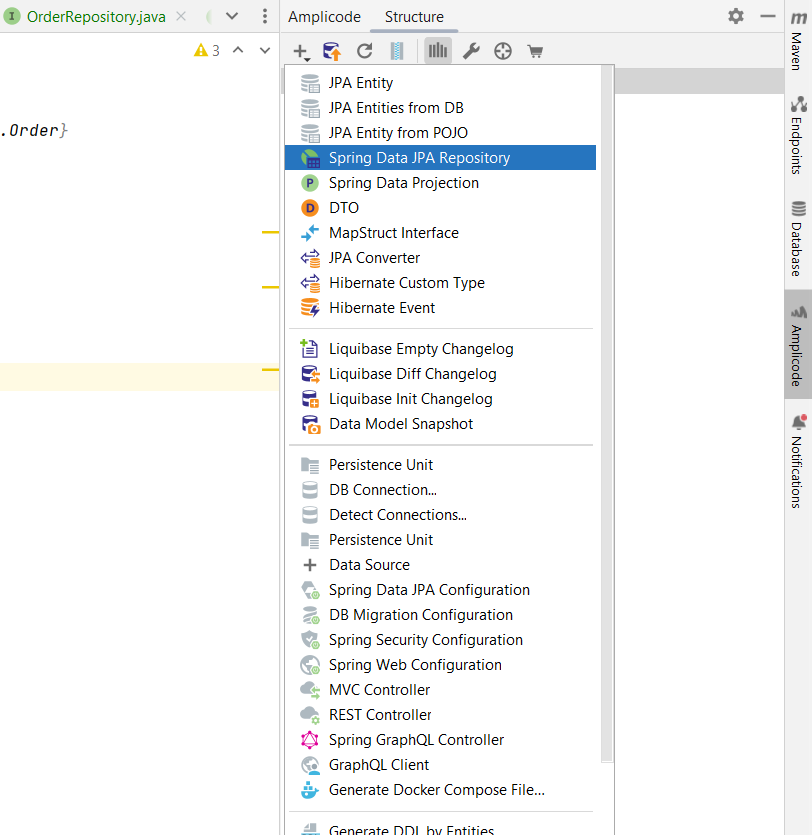 OrderRepository.java
Amplicode
Structure
3
.Order}
JPA Entity
JPA Entities from DB
JPA Entity from POJO
Spring Data JPA Repository
Spring Data Projection
DTO
MapStruct Interface
JPA Converter
Hibernate Custom Type
Hibernate Event
Liquibase Empty Changelog
Liquibase Diff Changelog
Liquibase Init Changelog
Data Model Snapshot
Persistence Unit
DB Connection...
Detect Connections...
Persistence Unit
Data Source
Spring Data JPA Configuration
DB Migration Configuration
Spring Security Configuration
Spring Web Configuration
MVC Controller
REST Controller
Spring GraphQL Controller
GraphQL Client
Generate Docker Compose File...
Generate DDL by Entities
Maven
Endpoints
Database
Amplicode
Notifications